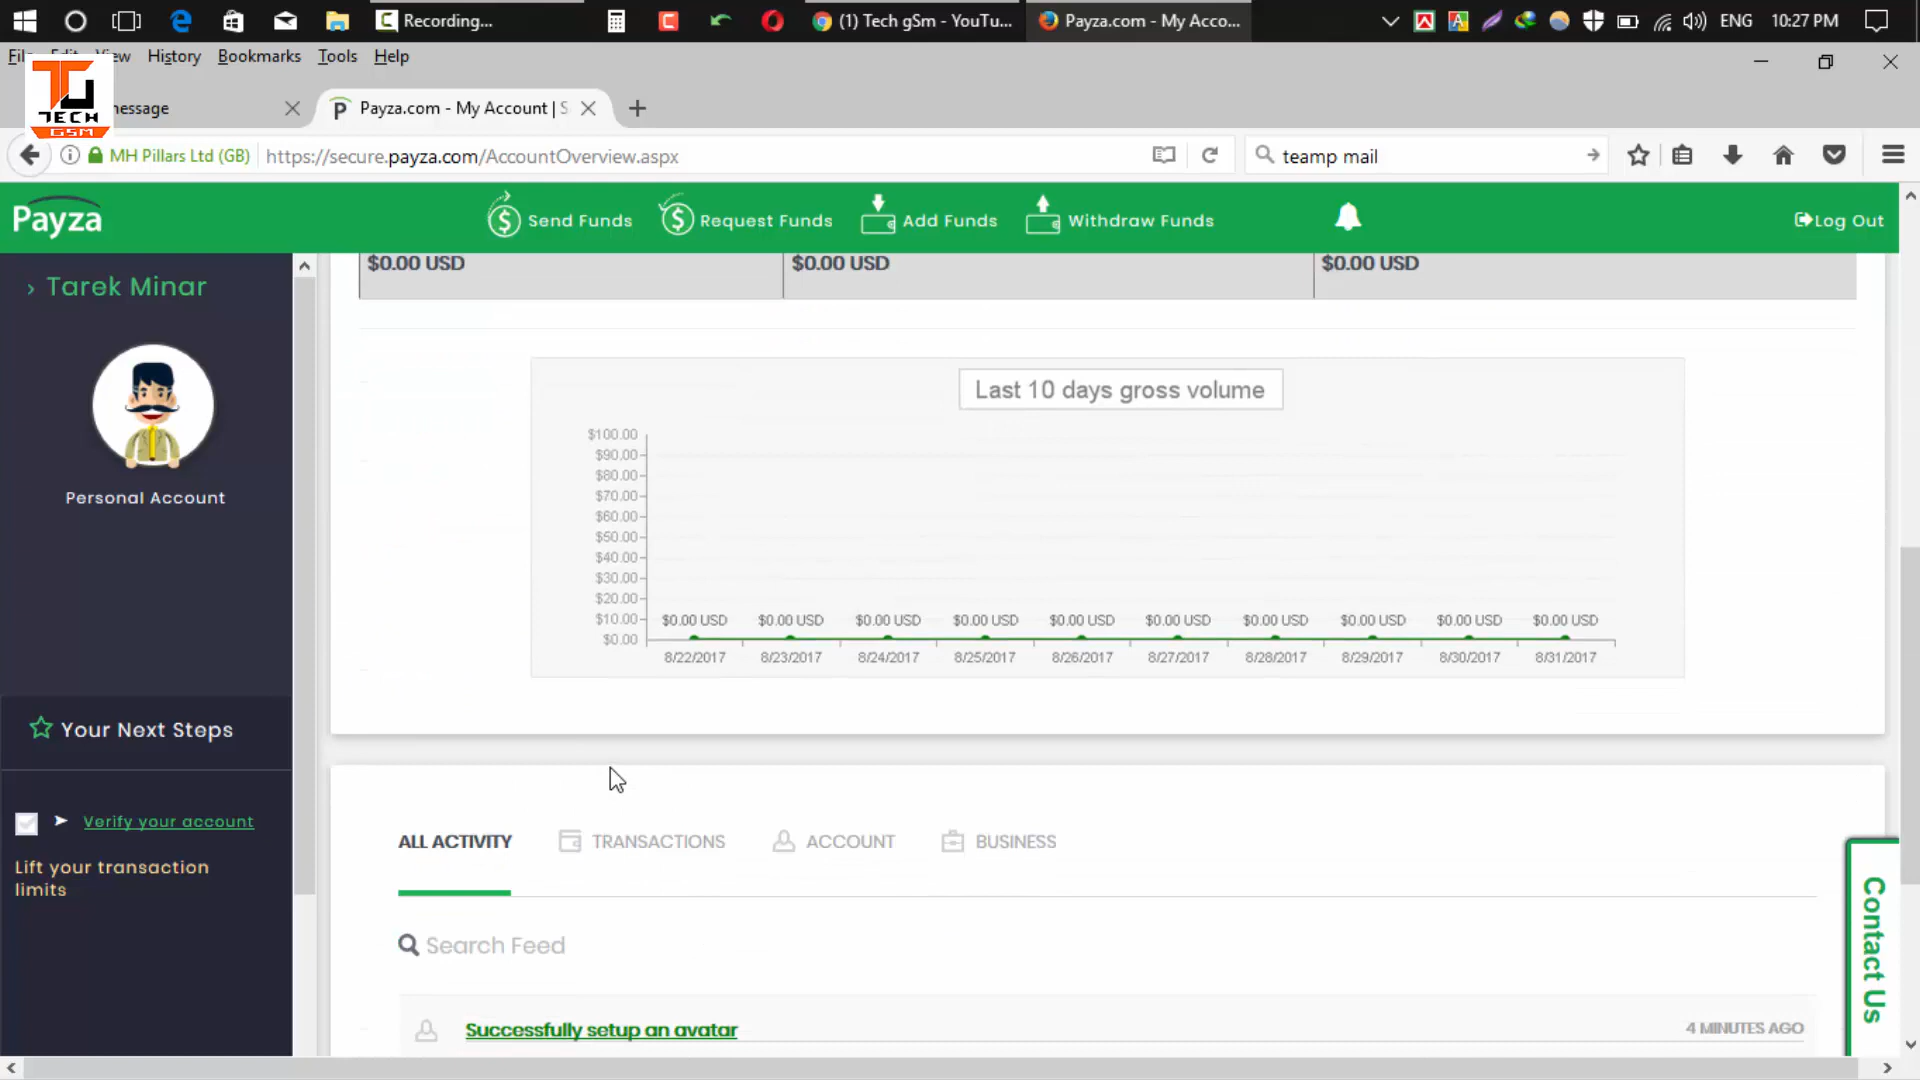 Recording...
(1) Tech gSm - YouTu...
Payza.com - My Acco...
ENG
10:27 PM
History
Bookmarks
Tools
Help
TECH
GSM
Payza.com - My Account | S
MH Pillars Ltd (GB)
https://secure.payza.com/AccountOverview.aspx
teamp mail
Payza
Send Funds
Request Funds
Add Funds
Withdraw Funds
Log Out
Tarek Minar
Personal Account
Your Next Steps
Verify your account
Lift your transaction
limits
$0.00 USD
$0.00 USD
$0.00 USD
Last 10 days gross volume
$100.00
$90.00
$80.00
$70.00
$60.00
$50.00
$40.00
$30.00
$20.00
$10.00
$0.00
$0.00 USD $0.00 USD $0.00 USD $0.00 USD $0.00 USD $0.00 USD $0.00 USD $0.00 USD $0.00 USD $0.00 USD
8/22/2017 8/23/2017 8/24/2017 8/25/2017 8/26/2017 8/27/2017 8/28/2017 8/29/2017 8/30/2017 8/31/2017
ALL ACTIVITY
TRANSACTIONS
ACCOUNT
BUSINESS
Search Feed
Successfully setup an avatar
4 MINUTES AGO
Contact Us